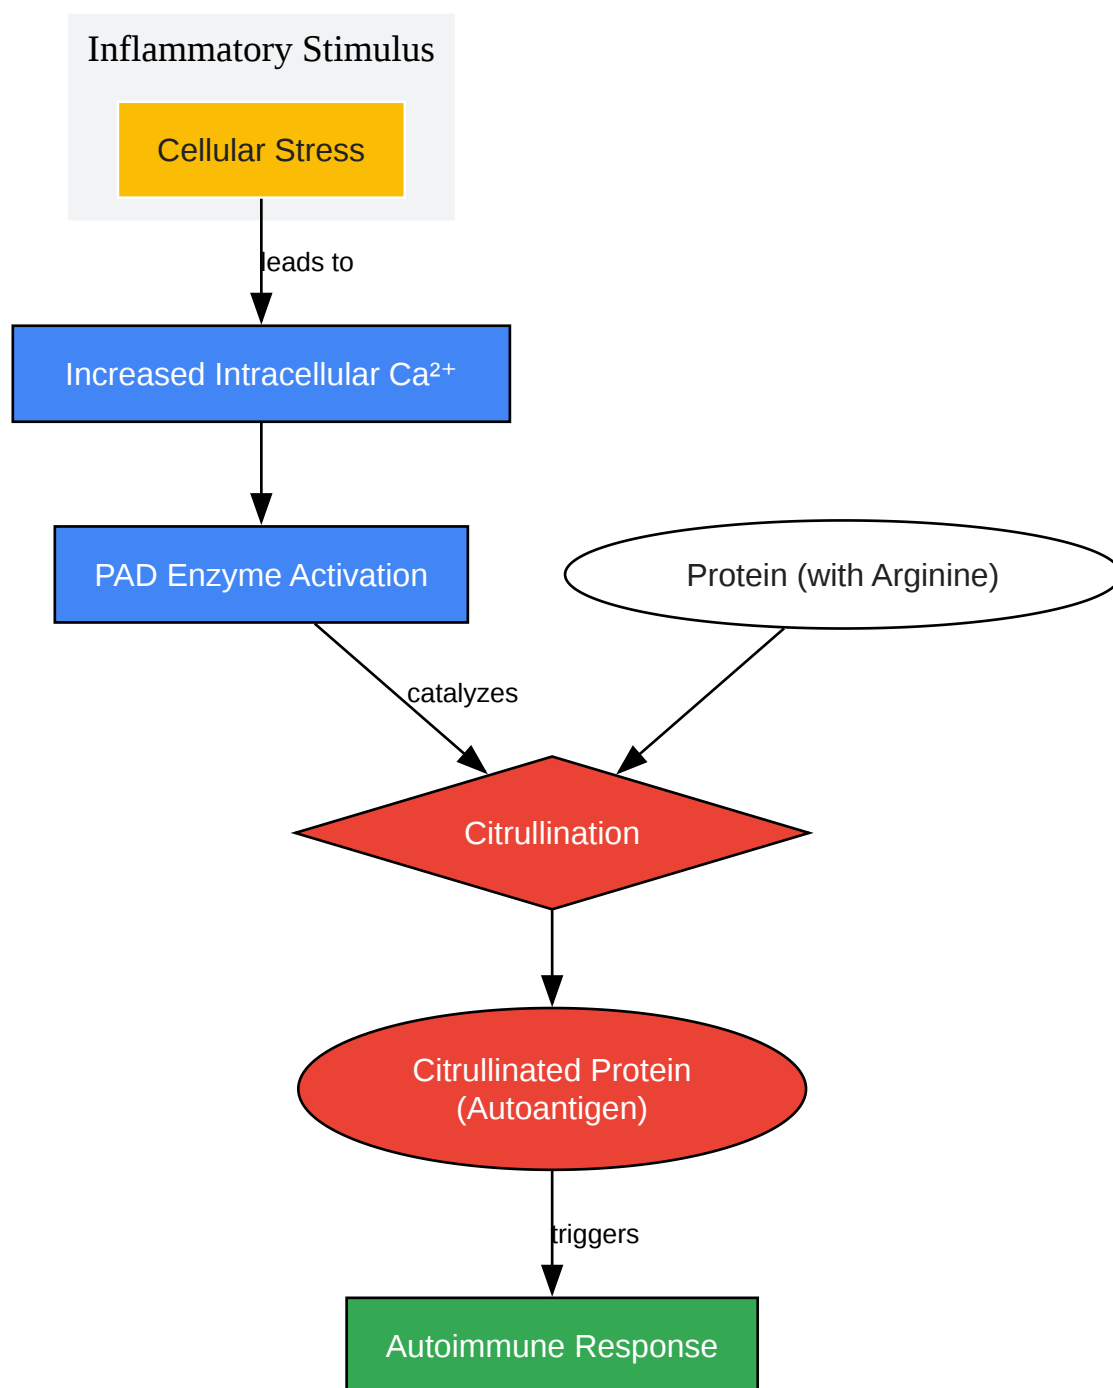 Inflammatory Stimulus
Cellular Stress
leads to
Increased Intracellular Ca²⁺
PAD Enzyme Activation
Protein (with Arginine)
catalyzes
Citrullination
Citrullinated Protein
(Autoantigen)
triggers
Autoimmune Response